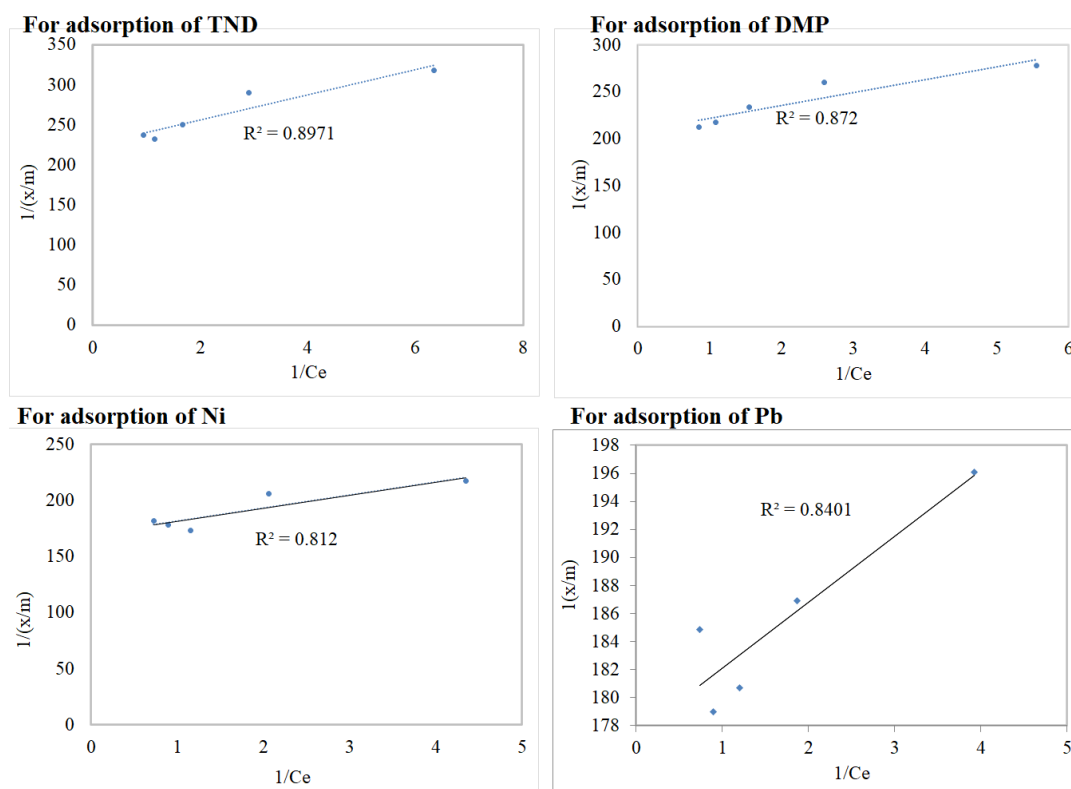 For adsorption of TND
350
300
250
200
150
100
50
0
1/(x/m)
R² = 0.8971
0 2 4 6 8
1/Ce
For adsorption of DMP
300
250
200
150
100
50
0
1(x/m)
R² = 0.872
0 1 2 3 4 5 6
1/Ce
For adsorption of Ni
250
200
150
100
50
0
1/(x/m)
R² = 0.812
0 1 2 3 4 5
1/Ce
For adsorption of Pb
198
196
194
192
190
188
186
184
182
180
178
1(x/m)
R² = 0.8401
0 1 2 3 4 5
1/Ce